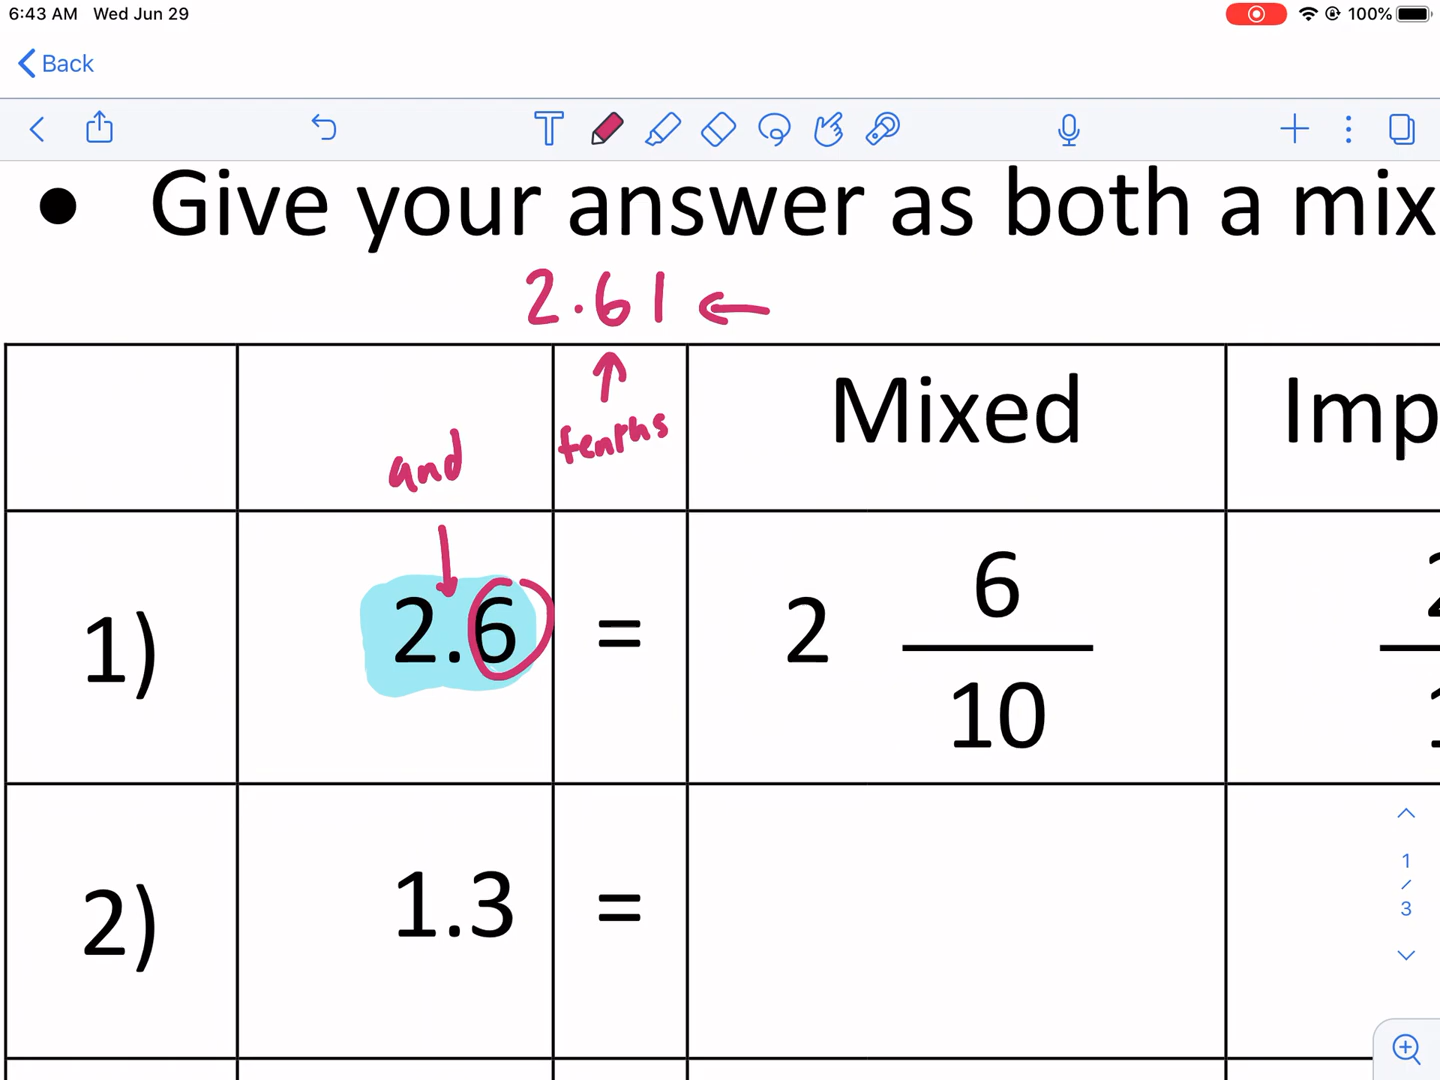 6:43 AM Wed Jun 29
100%
Back
• Give your answer as both a mix
2.61 ←
Mixed
Imp
tenths
and
1) 2.6 = 2 6/10
2) 1.3 =
1
/
3